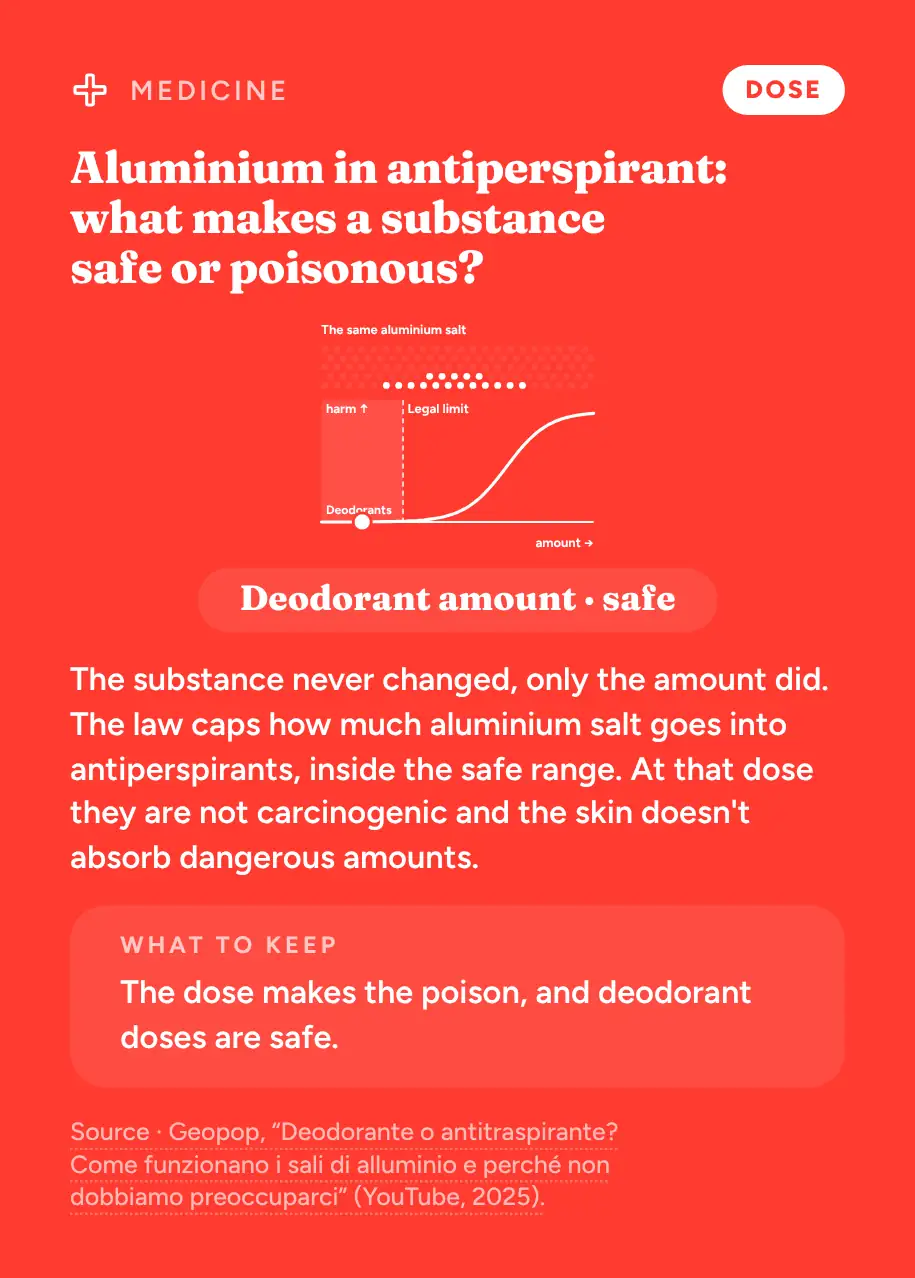 MEDICINE
DOSE
Aluminium in antiperspirant:
what makes a substance
safe or poisonous?
The same aluminium salt
harm ↑
Legal limit
Deodorants
amount →
Deodorant amount · safe
The substance never changed, only the amount did.
The law caps how much aluminium salt goes into
antiperspirants, inside the safe range. At that dose
they are not carcinogenic and the skin doesn't
absorb dangerous amounts.
WHAT TO KEEP
The dose makes the poison, and deodorant
doses are safe.
Source · Geopop, “Deodorante o antitraspirante?
Come funzionano i sali di alluminio e perché non
dobbiamo preoccuparci” (YouTube, 2025).